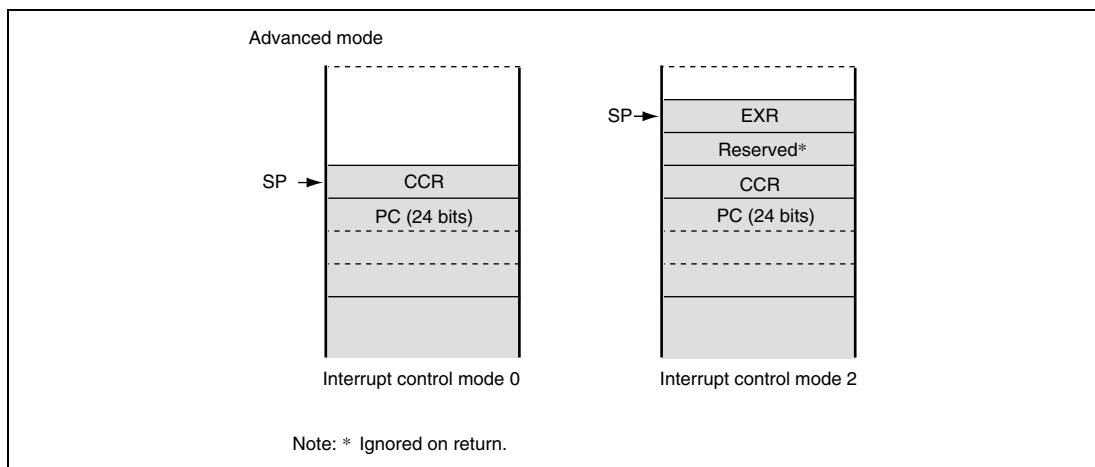 Advanced mode
SP
CCR
PC (24 bits)
Interrupt control mode 0
SP
EXR
Reserved*
CCR
PC (24 bits)
Interrupt control mode 2
Note: * Ignored on return.